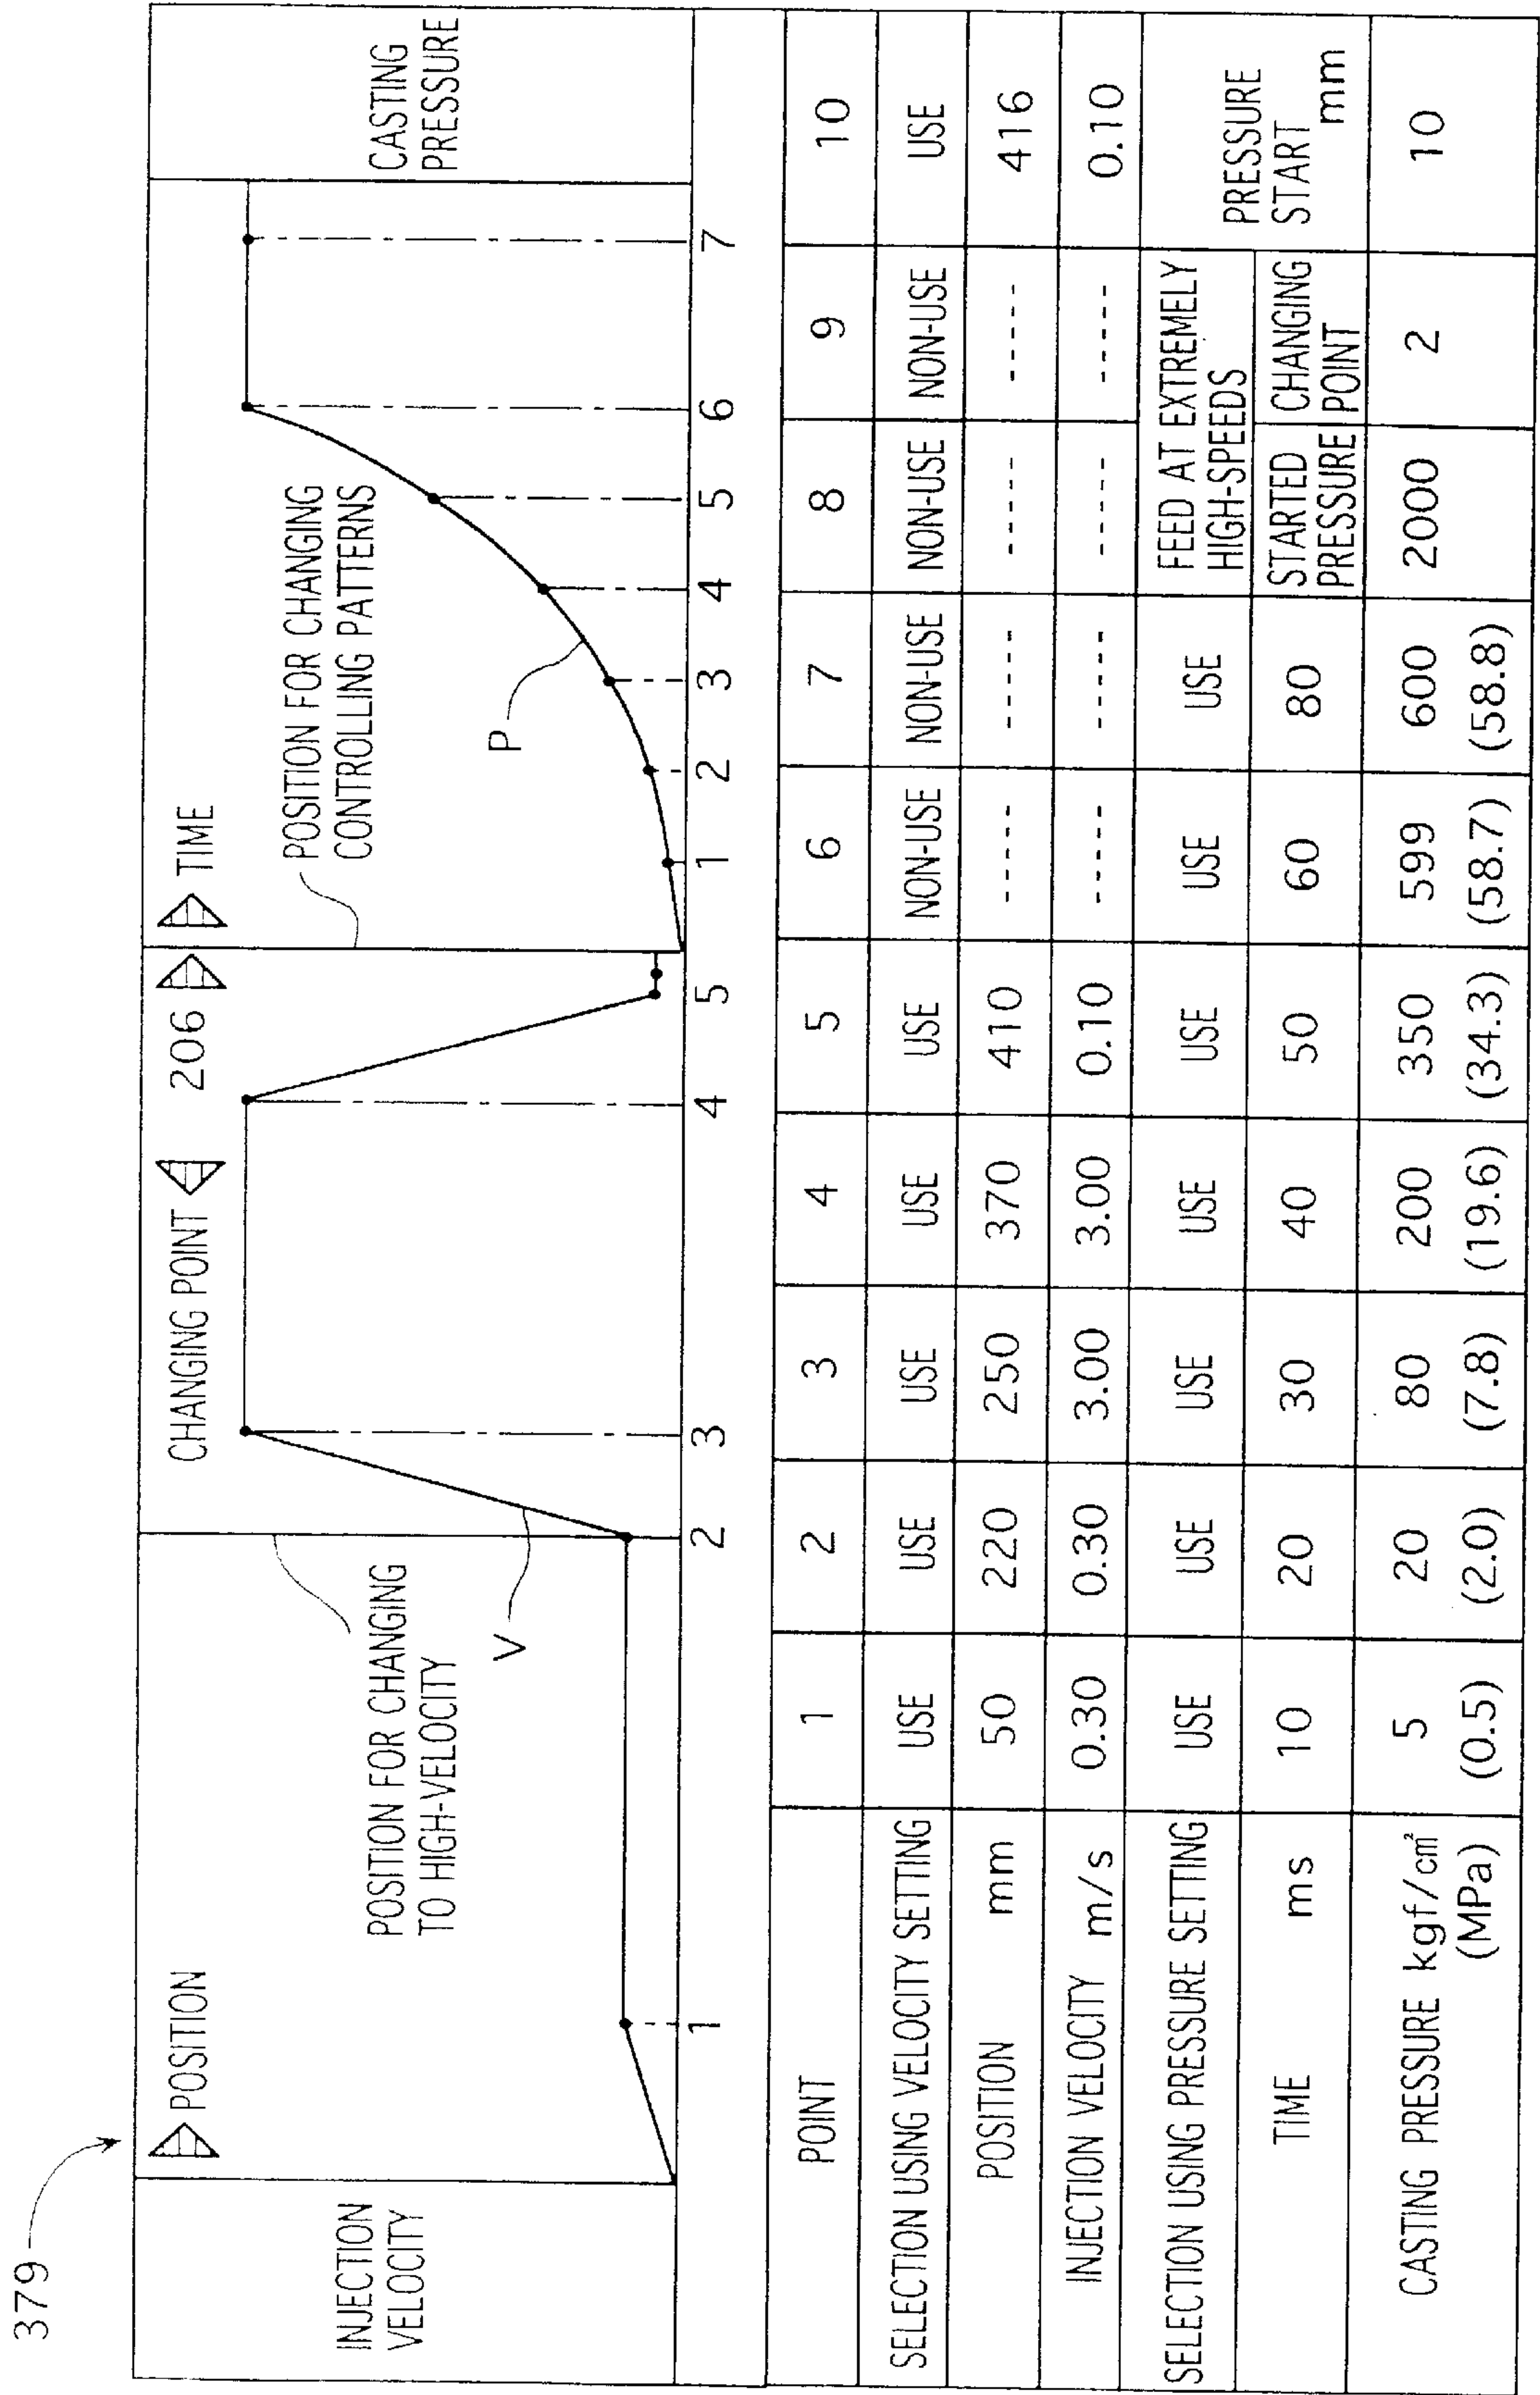 379
INJECTION
VELOCITY
POSITION
CHANGING POINT
206
TIME
CASTING
PRESSURE
POSITION FOR CHANGING
TO HIGH-VELOCITY
V
POSITION FOR CHANGING
CONTROLLING PATTERNS
P
1 2 3 4 5 1 2 3 4 5 6 7
POINT 1 2 3 4 5 6 7 8 9 10
SELECTION USING VELOCITY SETTING USE USE USE USE USE NON-USE NON-USE NON-USE NON-USE USE
POSITION mm 50 220 250 370 410 ----- ----- ----- ----- 416
INJECTION VELOCITY m/s 0.30 0.30 3.00 3.00 0.10 ----- ----- ----- ----- 0.10
SELECTION USING PRESSURE SETTING USE USE USE USE USE USE USE
FEED AT EXTREMELY
HIGH-SPEEDS
PRESSURE
START
mm
TIME ms 10 20 30 40 50 60 80
STARTED
PRESSURE
CHANGING
POINT
CASTING PRESSURE kgf/cm² 5 20 80 200 350 599 600 2000 2 10
(MPa) (0.5) (2.0) (7.8) (19.6) (34.3) (58.7) (58.8)